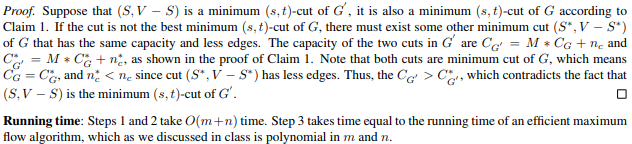 Proof. Suppose that (S, V − S) is a minimum (s, t)-cut of G′, it is also a minimum (s, t)-cut of G according to
Claim 1. If the cut is not the best minimum (s, t)-cut of G, there must exist some other minimum cut (S*, V − S*)
of G that has the same capacity and less edges. The capacity of the two cuts in G′ are C_{G′} = M * C_G + n_c and
C*_{G′} = M * C*_G + n*_c, as shown in the proof of Claim 1. Note that both cuts are minimum cut of G, which means
C_G = C*_G, and n*_c < n_c since cut (S*, V − S*) has less edges. Thus, the C_{G′} > C*_{G′}, which contradicts the fact that
(S, V − S) is the minimum (s, t)-cut of G′. □
Running time: Steps 1 and 2 take O(m+n) time. Step 3 takes time equal to the running time of an efficient maximum
flow algorithm, which as we discussed in class is polynomial in m and n.